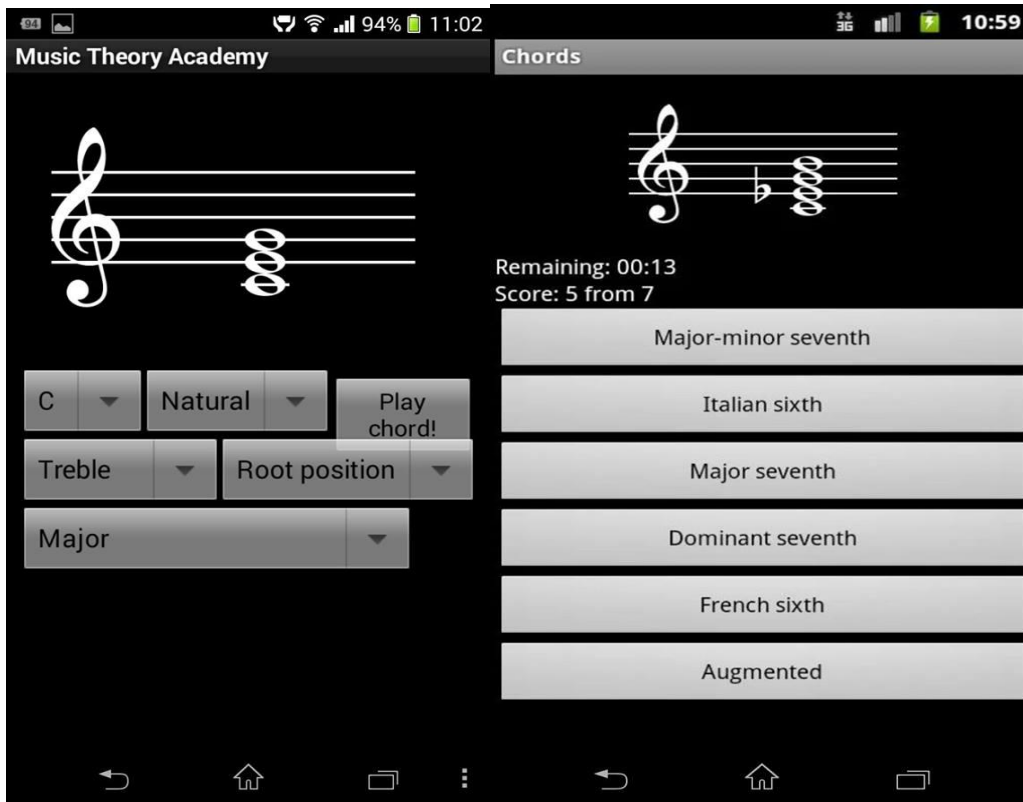 94 94% 11:02
Music Theory Academy
C Natural Play
chord!
Treble Root position
Major
3G 10:59
Chords
Remaining: 00:13
Score: 5 from 7
Major-minor seventh
Italian sixth
Major seventh
Dominant seventh
French sixth
Augmented